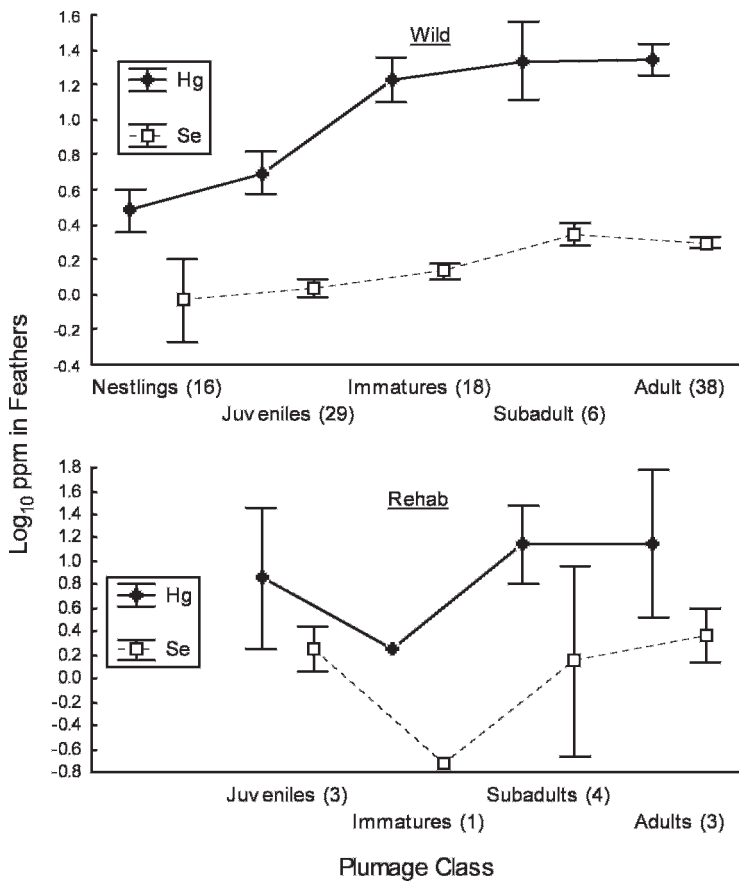 Log10 ppm in Feathers
Wild
1.6
1.4
1.2
1.0
0.8
0.6
0.4
0.2
0.0
-0.2
-0.4
Hg
Se
Nestlings (16)
Immatures (18)
Adult (38)
Juveniles (29)
Subadult (6)
Rehab
1.8
1.6
1.4
1.2
1.0
0.8
0.6
0.4
0.2
0.0
-0.2
-0.4
-0.6
-0.8
Hg
Se
Juveniles (3)
Subadults (4)
Immatures (1)
Adults (3)
Plumage Class